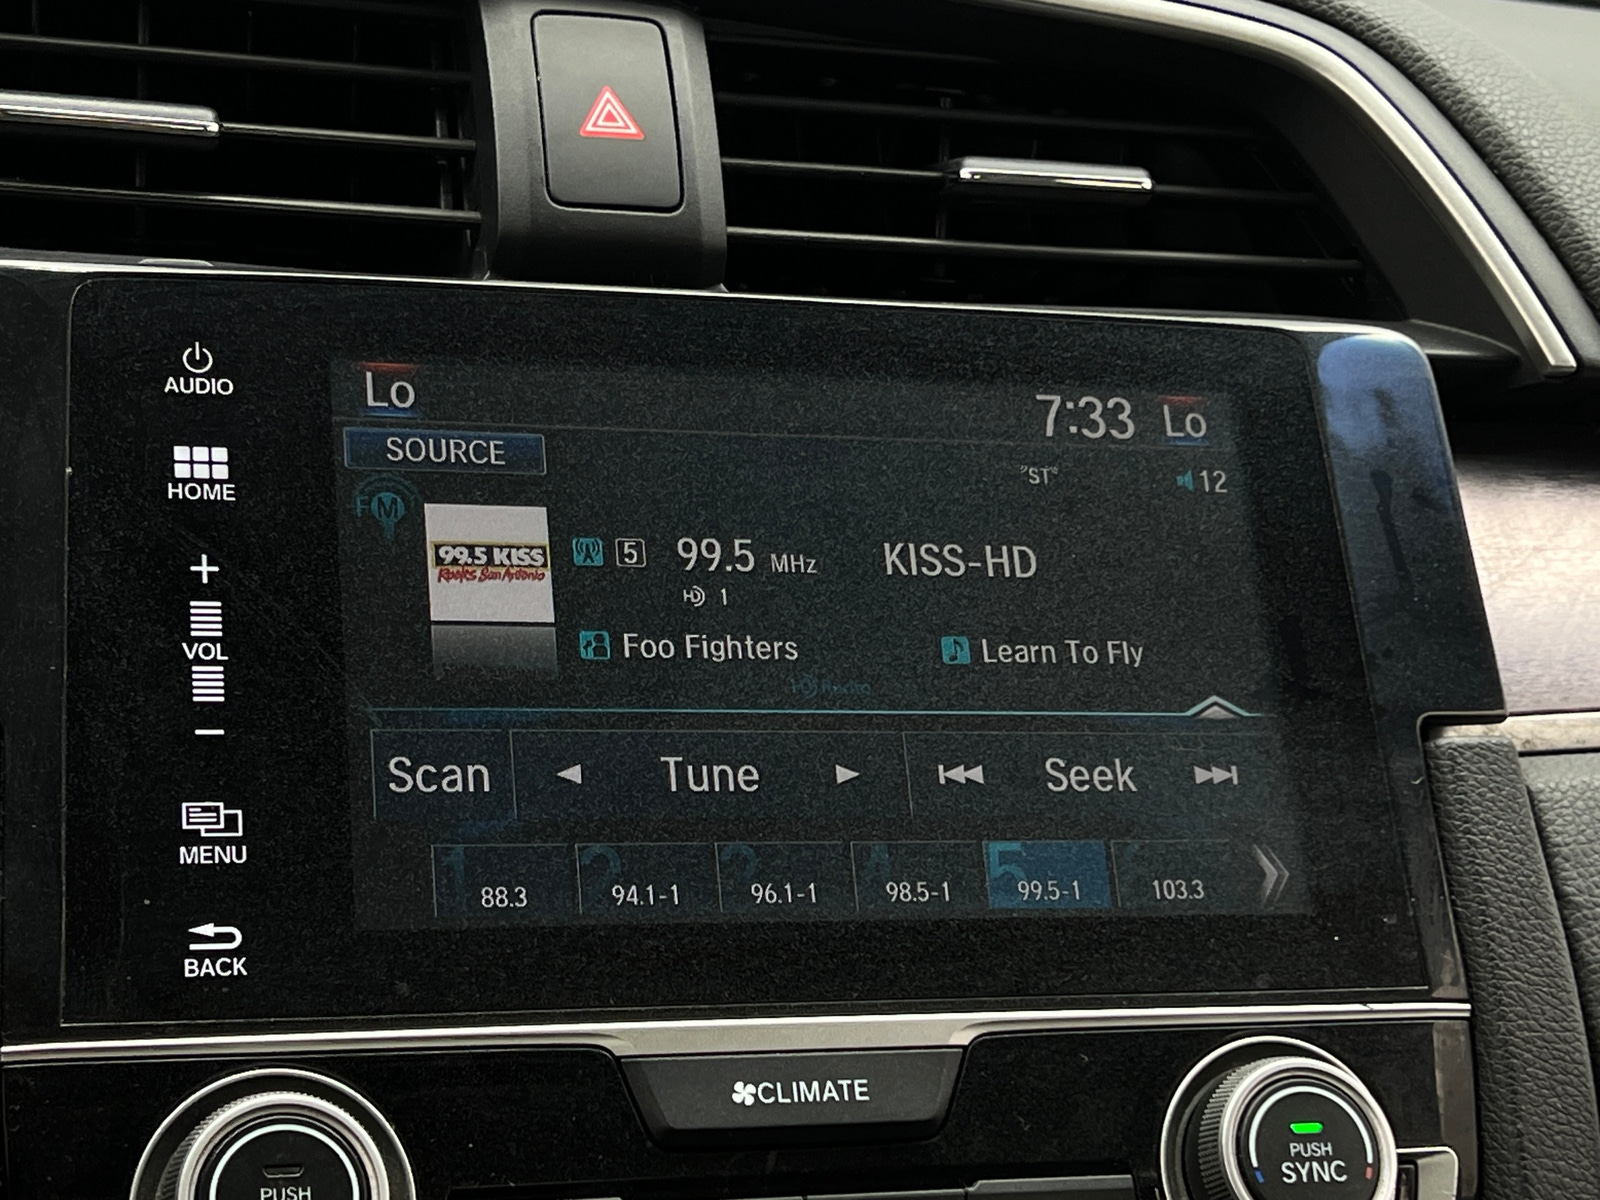 AUDIO
HOME
+
VOL
−
MENU
BACK
Lo
7:33 Lo
SOURCE
"ST" 12
FM
99.5 KISS
Rocks San Antonio
5 99.5 MHz KISS-HD
HD 1
Foo Fighters Learn To Fly
Scan Tune Seek
1 88.3
2 94.1-1
3 96.1-1
4 98.5-1
5 99.5-1
103.3
CLIMATE
PUSH
PUSH
SYNC